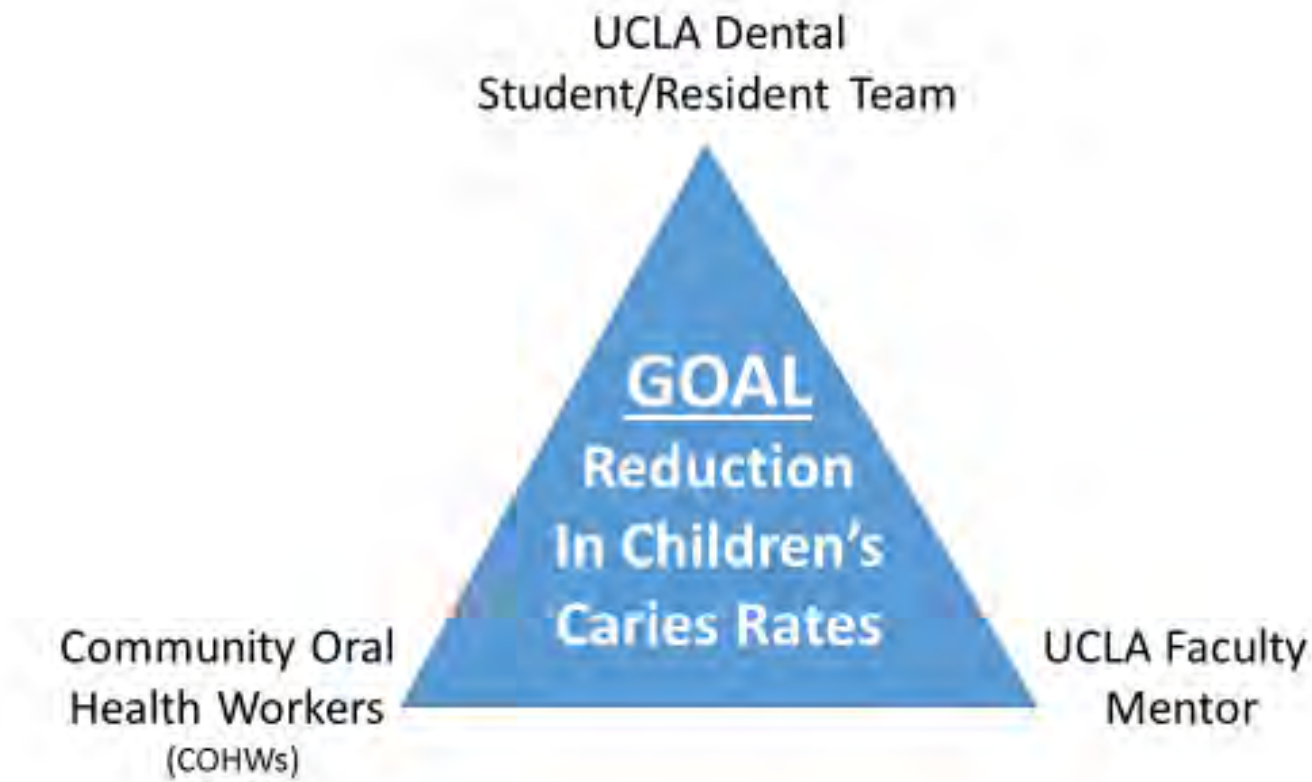 UCLA Dental
Student/Resident Team
GOAL
Reduction
In Children’s
Caries Rates
Community Oral
Health Workers
(COHWs)
UCLA Faculty
Mentor